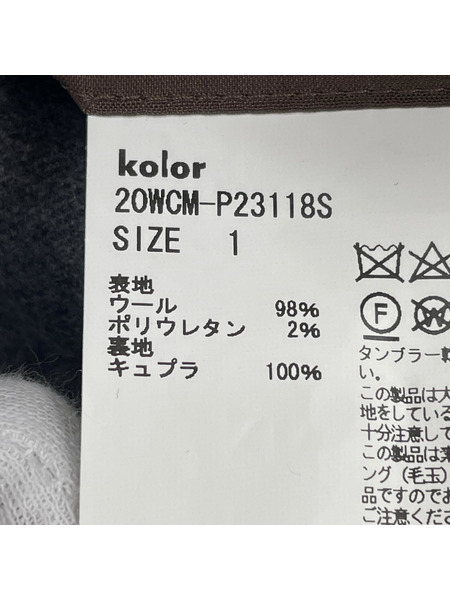 kolor
20WCM-P23118S
SIZE 1
表地
ウール 98%
ポリウレタン 2%
裏地
キュプラ 100%
F
W
タンブラー乾
い。
この製品は大
地をしている
十分注意して
この製品は素
ング(毛玉)
品ですのでお
ご注意くださ